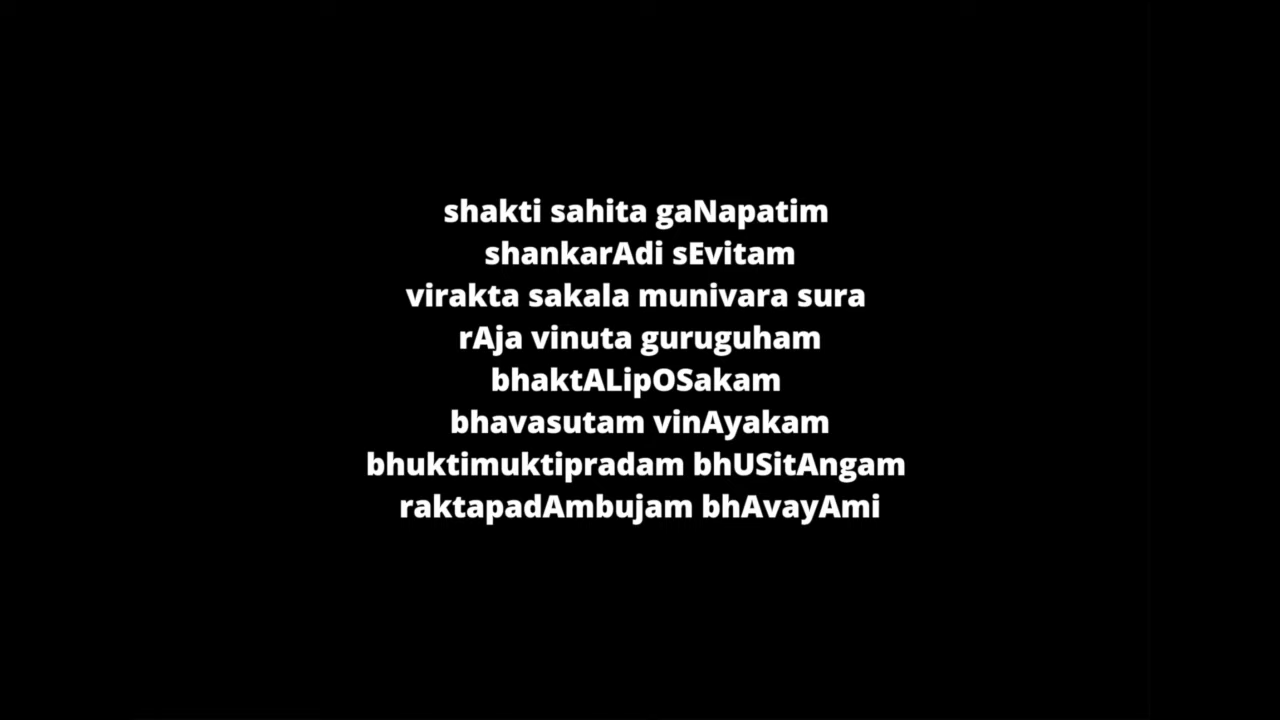 shakti sahita gaNapatim
shankarAdi sEvitam
virakta sakala munivara sura
rAja vinuta guruguham
bhaktALipOSakam
bhavasutam vinAyakam
bhuktimuktipradam bhUSitAngam
raktapadAmbujam bhAvayAmi